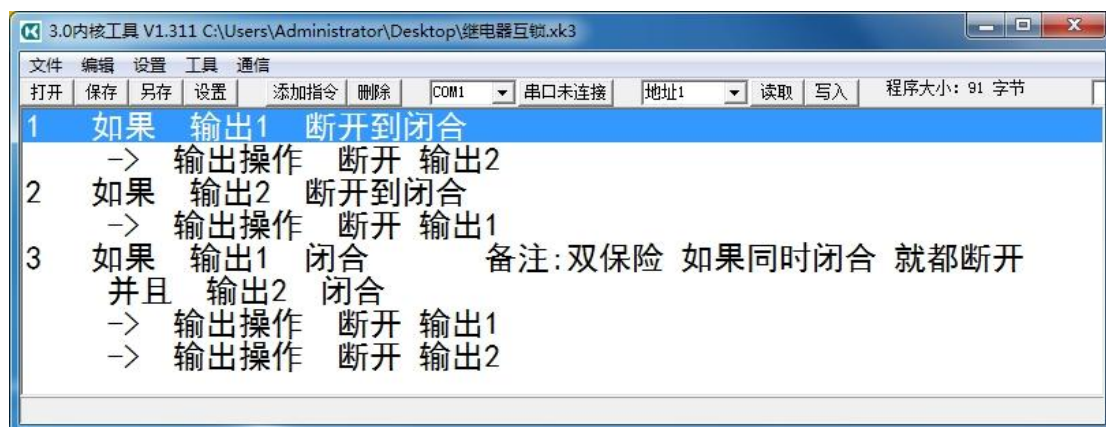 3.0内核工具 V1.311 C:\Users\Administrator\Desktop\继电器互锁.xk3
文件 编辑 设置 工具 通信
打开 保存 另存 设置 添加指令 删除 COM1 串口未连接 地址1 读取 写入 程序大小: 91 字节
1 如果 输出1 断开到闭合
-> 输出操作 断开 输出2
2 如果 输出2 断开到闭合
-> 输出操作 断开 输出1
3 如果 输出1 闭合 备注:双保险 如果同时闭合 就都断开
并且 输出2 闭合
-> 输出操作 断开 输出1
-> 输出操作 断开 输出2